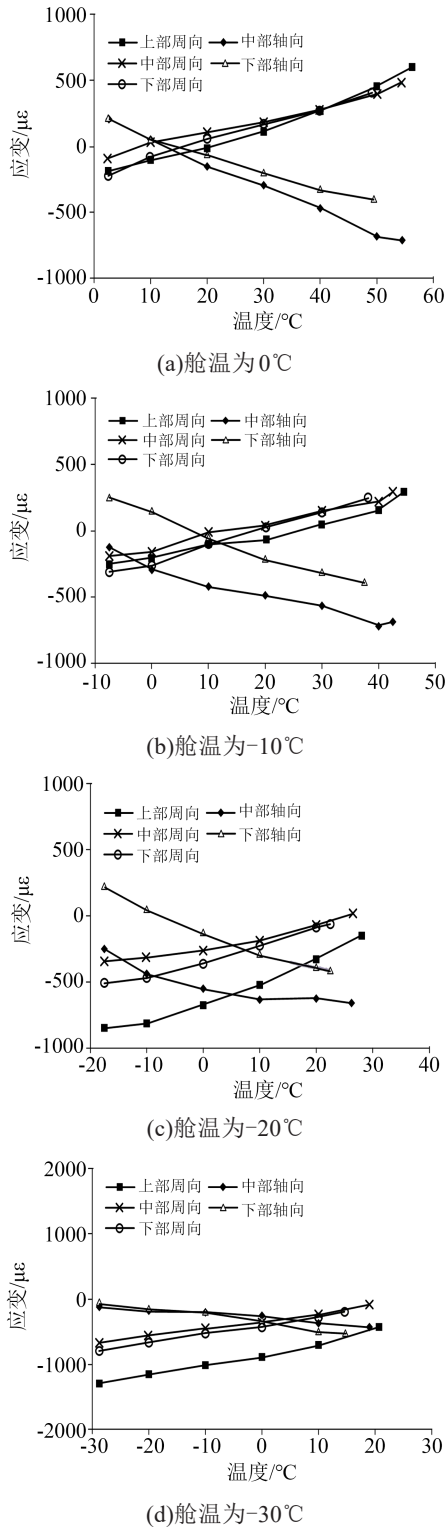 1000
上部周向 中部轴向
中部周向 下部轴向
下部周向
500
0
-500
-1000
应变/με
0 10 20 30 40 50 60
温度/℃
(a)舱温为0℃
1000
上部周向 中部轴向
中部周向 下部轴向
下部周向
500
0
-500
-1000
应变/με
-10 0 10 20 30 40 50
温度/℃
(b)舱温为-10℃
1000
上部周向 中部轴向
中部周向 下部轴向
下部周向
500
0
-500
-1000
应变/με
-20 -10 0 10 20 30 40
温度/℃
(c)舱温为-20℃
2000
上部周向 中部轴向
中部周向 下部轴向
下部周向
1000
0
-1000
-2000
应变/με
-30 -20 -10 0 10 20 30
温度/℃
(d)舱温为-30℃